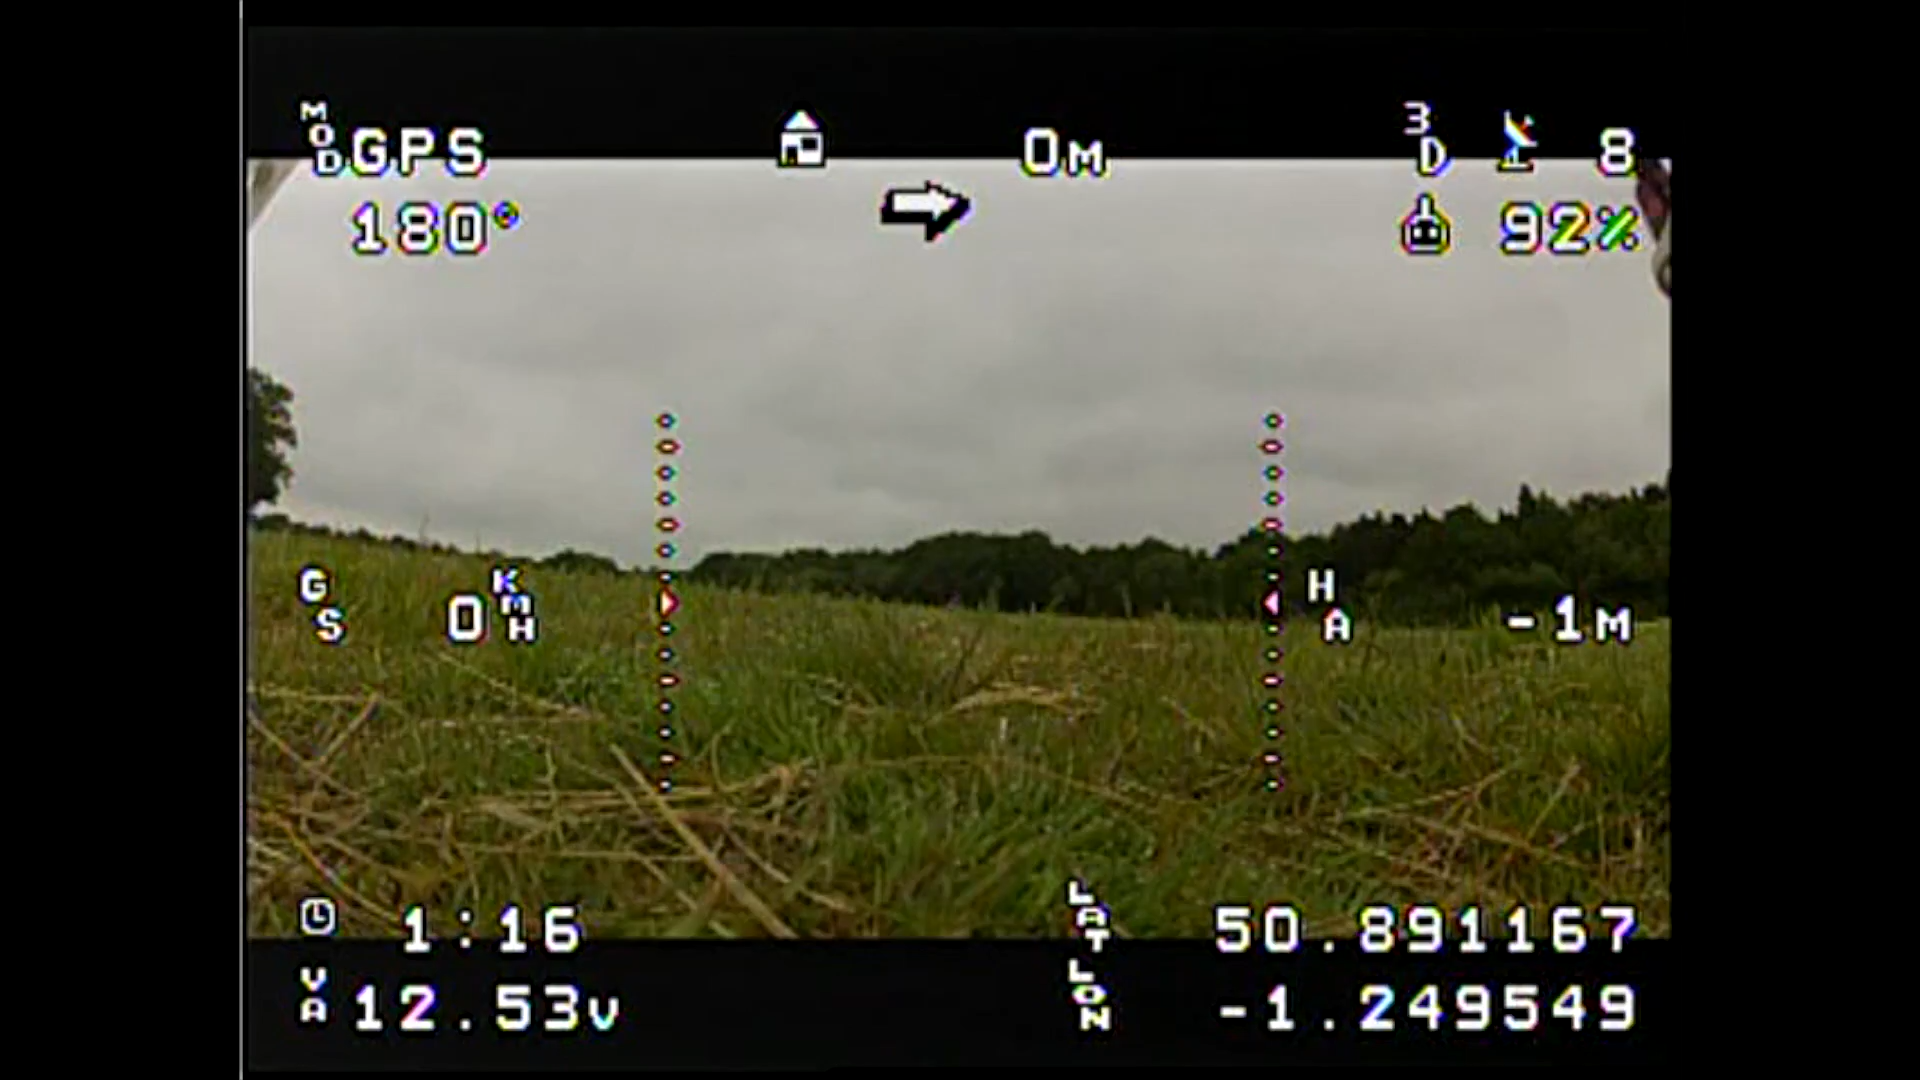 MOD GPS 0M 3D 8
180° 92%
GS 0 KMH HA -1M
1:16 LAT 50.891167
VA 12.53V LON -1.249549